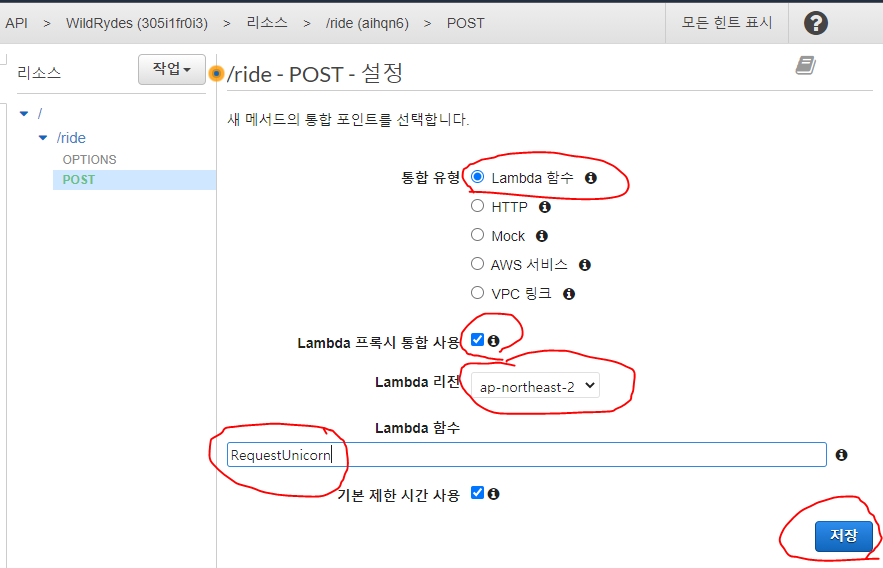 API > WildRydes (305i1fr0i3) > 리소스 > /ride (aihqn6) > POST 모든 힌트 표시 ?
리소스 작업 /ride - POST - 설정
/
/ride
OPTIONS
POST
새 메서드의 통합 포인트를 선택합니다.
통합 유형 Lambda 함수
HTTP
Mock
AWS 서비스
VPC 링크
Lambda 프록시 통합 사용
Lambda 리전 ap-northeast-2
Lambda 함수
RequestUnicorn
기본 제한 시간 사용
저장